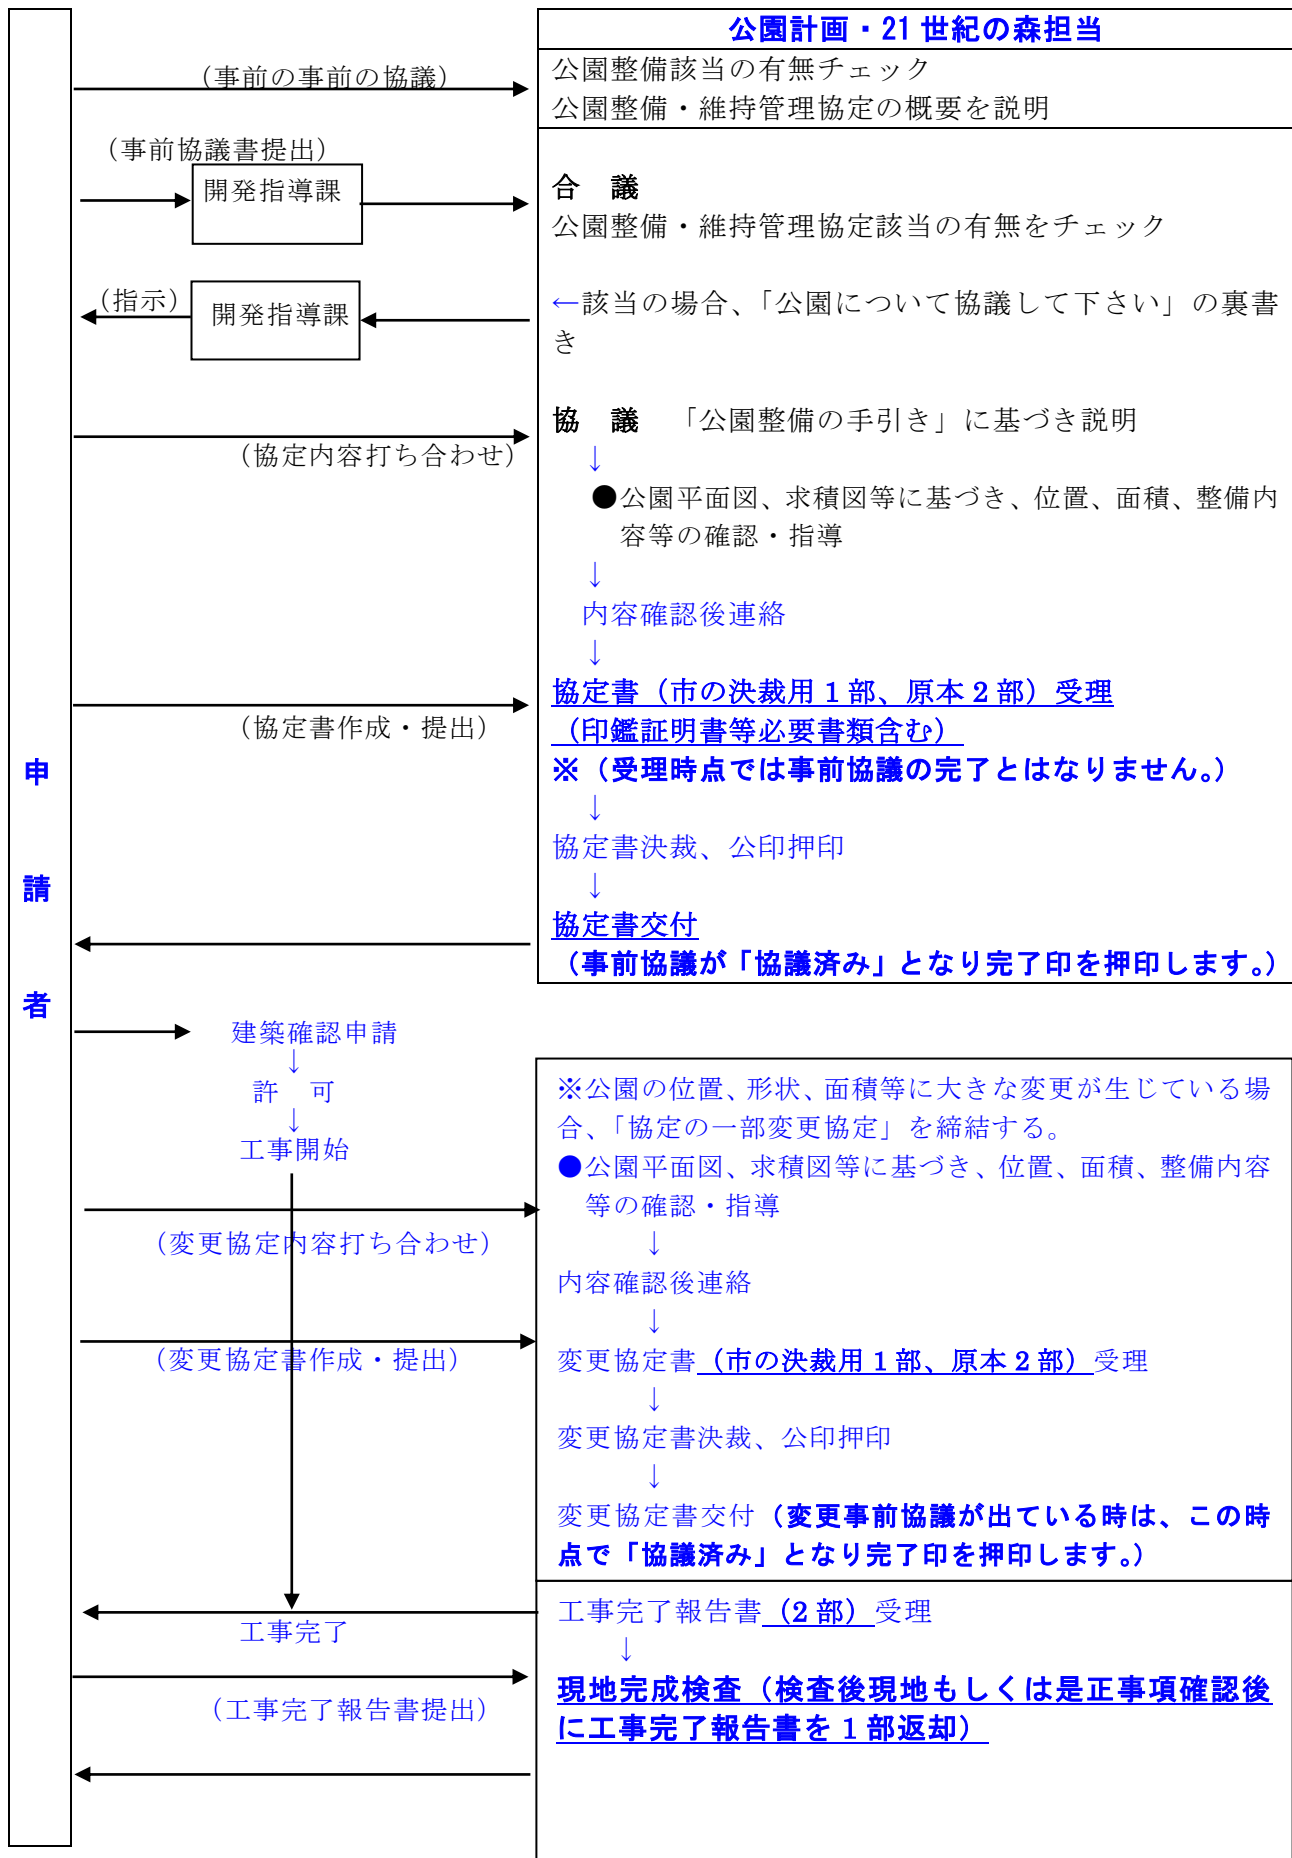 公園計画・21世紀の森担当
（事前の事前の協議）
公園整備該当の有無チェック
公園整備・維持管理協定の概要を説明
（事前協議書提出）
開発指導課
合　議
公園整備・維持管理協定該当の有無をチェック
（指示）
開発指導課
←該当の場合、「公園について協議して下さい」の裏書
き
協　議　「公園整備の手引き」に基づき説明
（協定内容打ち合わせ）
↓
●公園平面図、求積図等に基づき、位置、面積、整備内
容等の確認・指導
↓
内容確認後連絡
↓
協定書（市の決裁用1部、原本2部）受理
（協定書作成・提出）
（印鑑証明書等必要書類含む）
※（受理時点では事前協議の完了とはなりません。）
↓
協定書決裁、公印押印
↓
協定書交付
（事前協議が「協議済み」となり完了印を押印します。）
申
請
者
建築確認申請
↓
許　可
↓
工事開始
※公園の位置、形状、面積等に大きな変更が生じている場
合、「協定の一部変更協定」を締結する。
●公園平面図、求積図等に基づき、位置、面積、整備内容
等の確認・指導
（変更協定内容打ち合わせ）
↓
内容確認後連絡
↓
（変更協定書作成・提出）
変更協定書（市の決裁用1部、原本2部）受理
↓
変更協定書決裁、公印押印
↓
変更協定書交付（変更事前協議が出ている時は、この時
点で「協議済み」となり完了印を押印します。）
工事完了
工事完了報告書（2部）受理
↓
（工事完了報告書提出）
現地完成検査（検査後現地もしくは是正事項確認後
に工事完了報告書を1部返却）